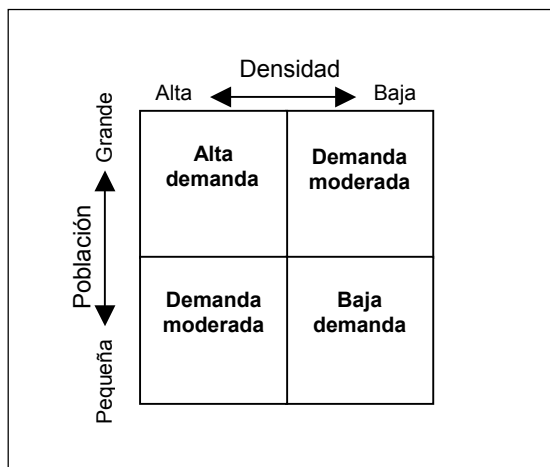 Densidad
Alta
Baja
Grande
Población
Pequeña
Alta
demanda
Demanda
moderada
Demanda
moderada
Baja
demanda